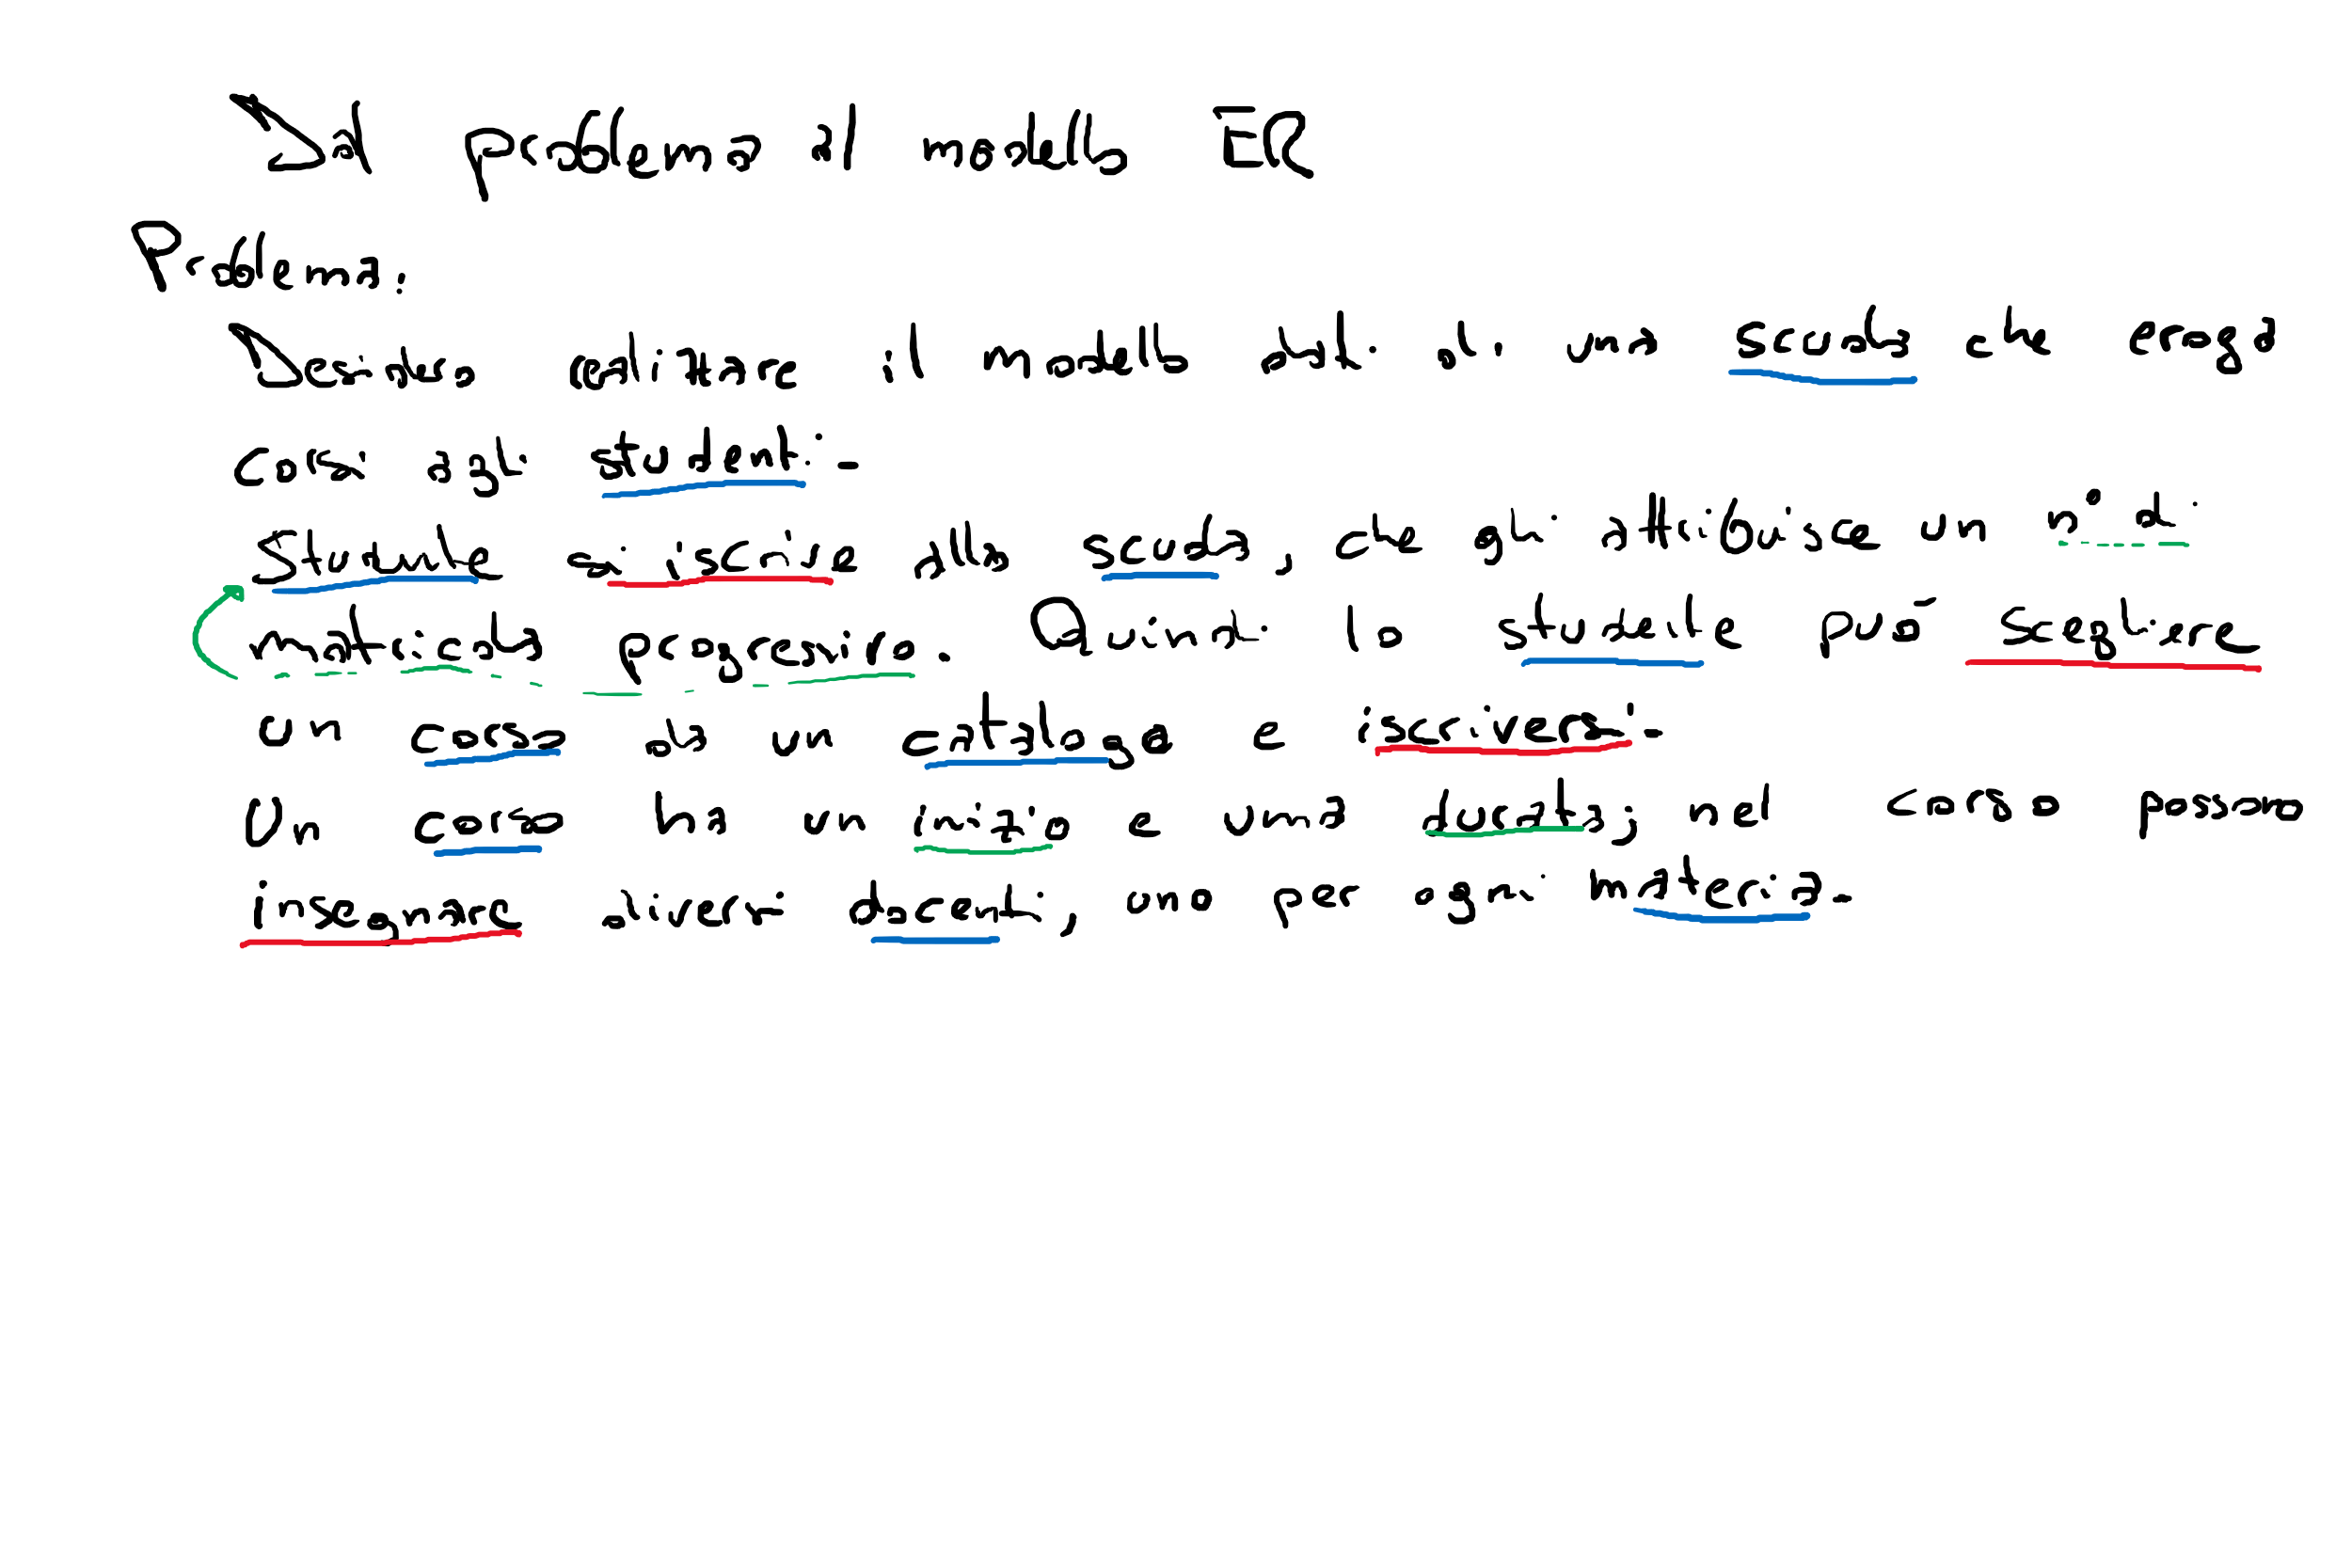 Dal problema al modello ER
Problema:
Desidero definire il modello dati di una scuola che eroga
corsi agli studenti.
Studente si iscrive alla scuola, che gli attribuisce un n° di
matricola progressivo. Quindi lo studente può scegliere
un corso da un catalogo e iscriversi.
Un corso ha un inizio e una durata; nel corso possono
insegnare diversi docenti, uno per ogni materia.